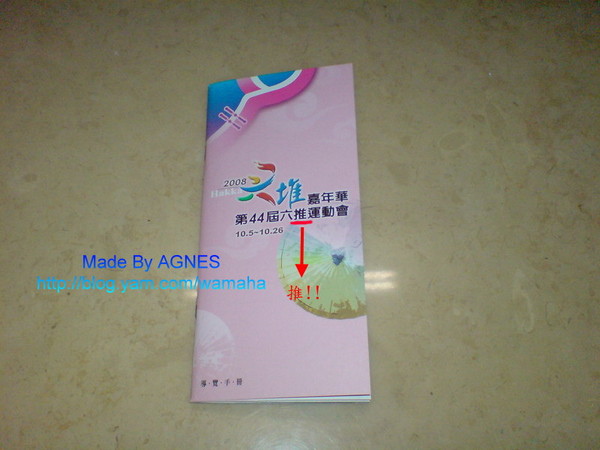 2008
Hakka
六堆嘉年華
第44屆六推運動會
10.5~10.26
Made By AGNES
http://blog.yam.com/wamaha
推!!
導‧覽‧手‧冊